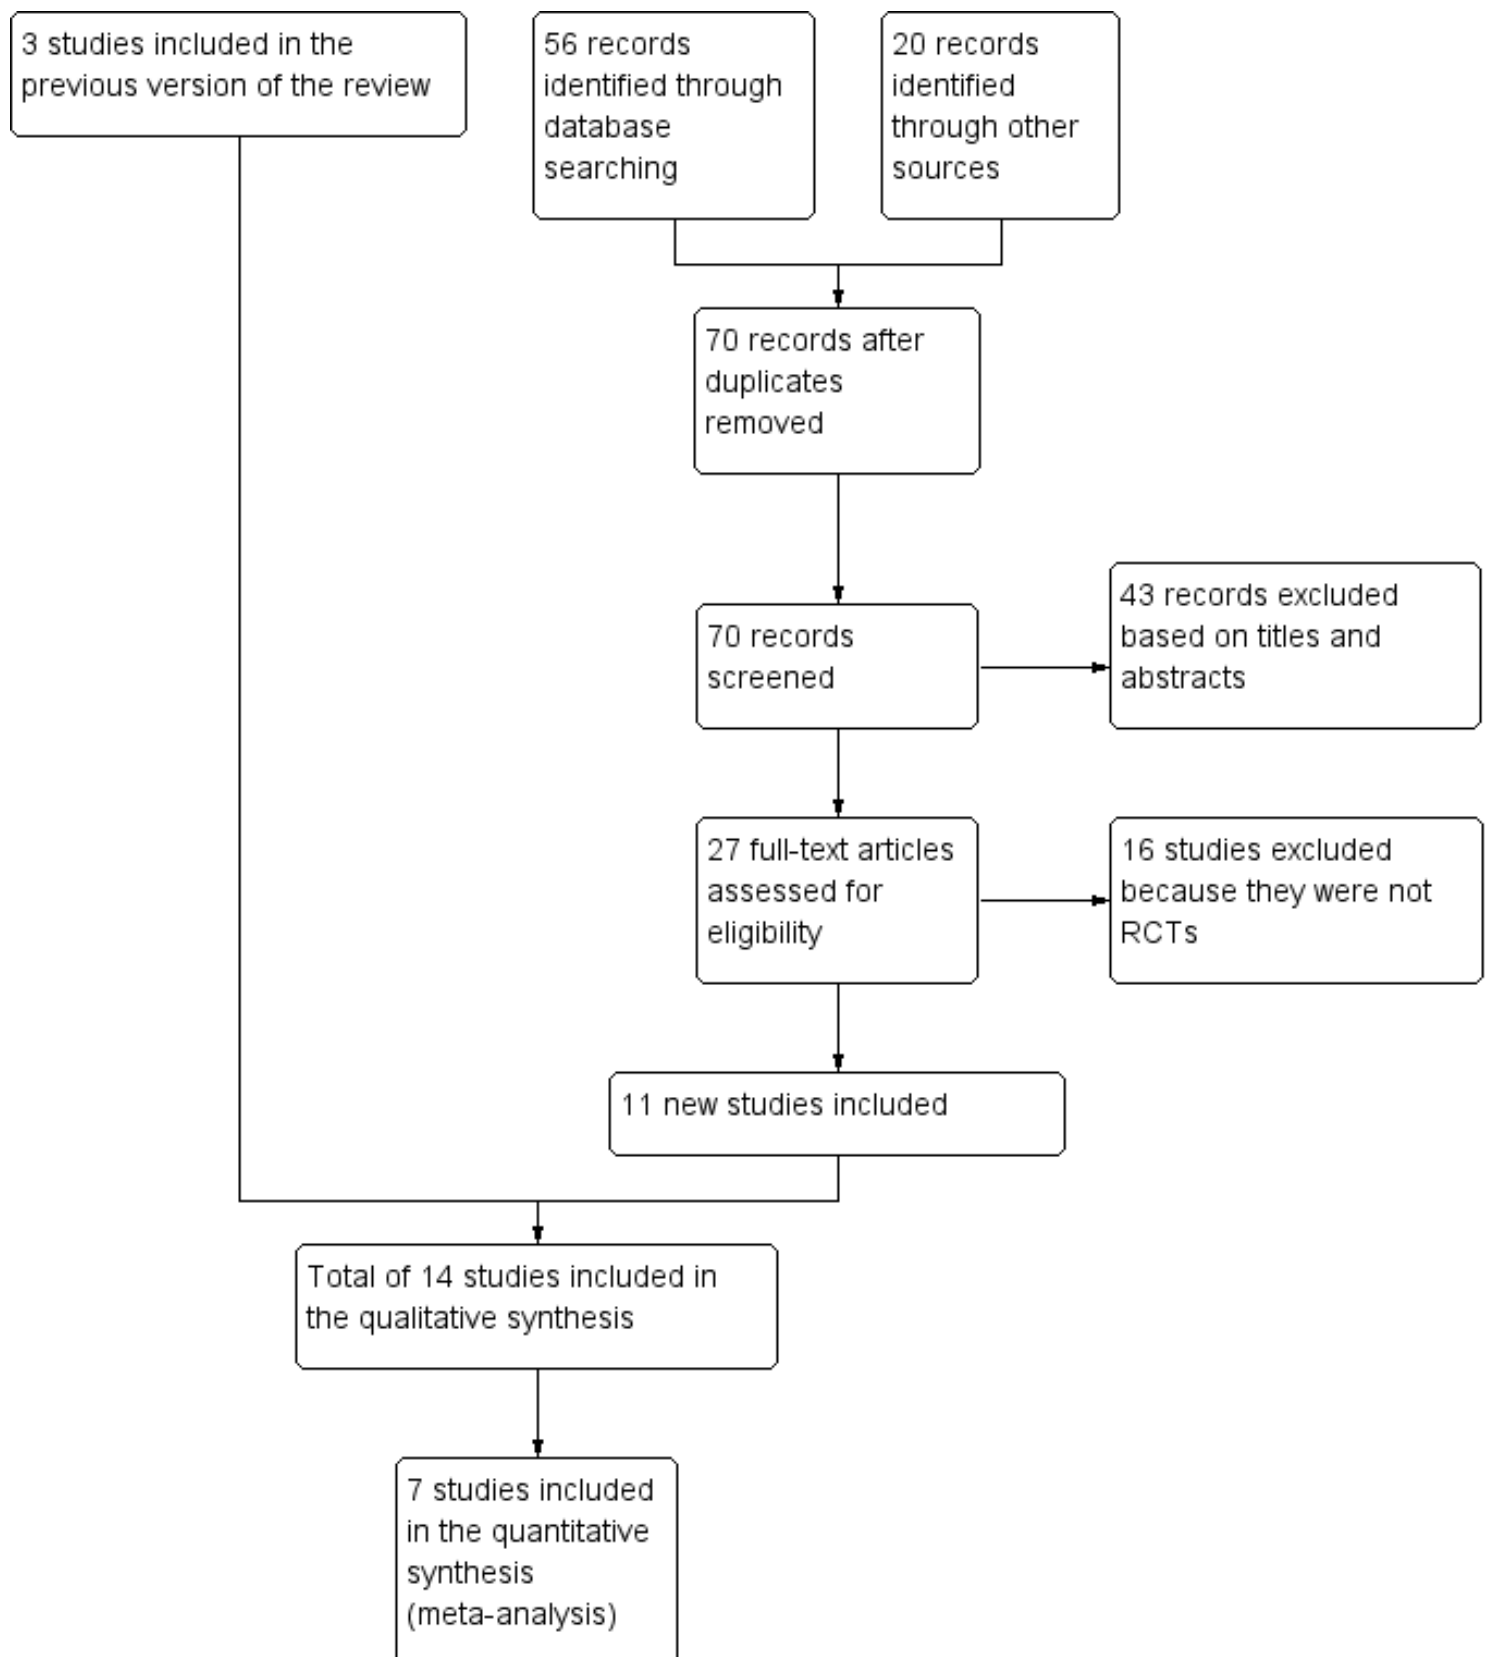 3 studies included in the
previous version of the review
56 records
identified through
database
searching
20 records
identified
through other
sources
70 records after
duplicates
removed
70 records
screened
43 records excluded
based on titles and
abstracts
27 full-text articles
assessed for
eligibility
16 studies excluded
because they were not
RCTs
11 new studies included
Total of 14 studies included in
the qualitative synthesis
7 studies included
in the quantitative
synthesis
(meta-analysis)